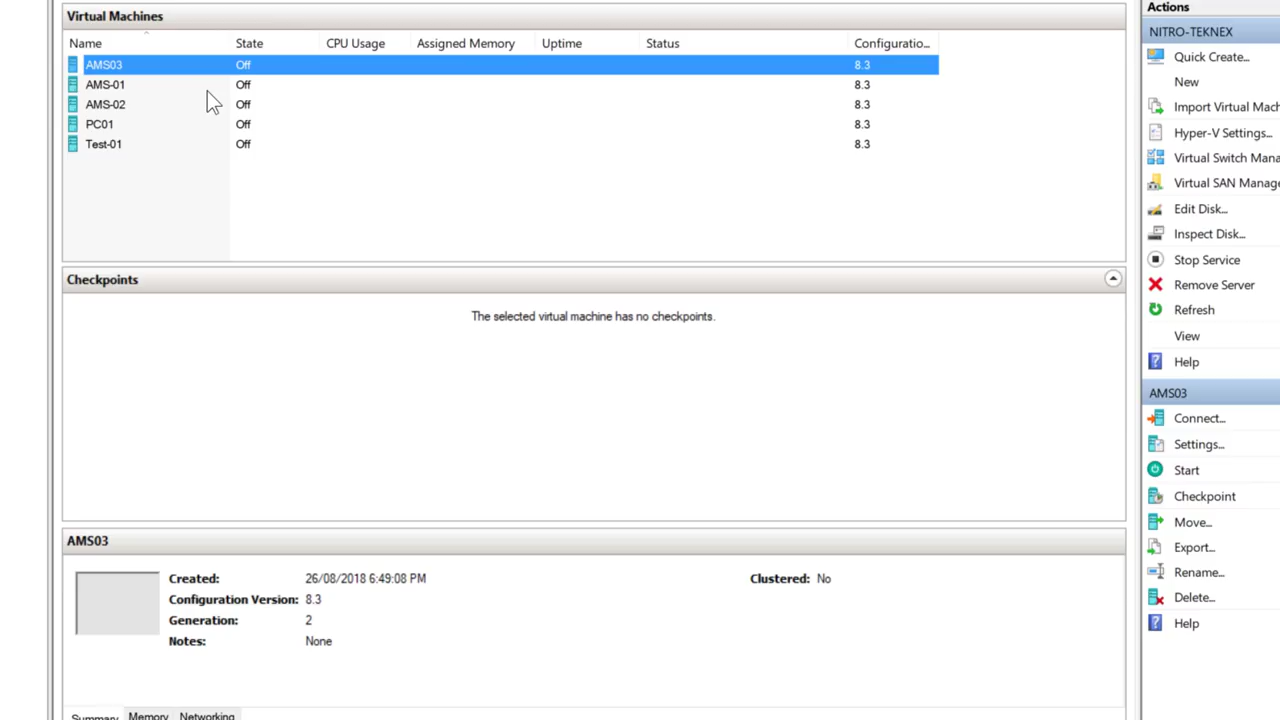 Virtual Machines
Name State CPU Usage Assigned Memory Uptime Status Configuratio...
AMS03 Off 8.3
AMS-01 Off 8.3
AMS-02 Off 8.3
PC01 Off 8.3
Test-01 Off 8.3
Checkpoints
The selected virtual machine has no checkpoints.
AMS03
Created: 26/08/2018 6:49:08 PM Clustered: No
Configuration Version: 8.3
Generation: 2
Notes: None
Summary Memory Networking
Actions
NITRO-TEKNEX
Quick Create...
New
Import Virtual Mach
Hyper-V Settings...
Virtual Switch Mana
Virtual SAN Manage
Edit Disk...
Inspect Disk...
Stop Service
Remove Server
Refresh
View
Help
AMS03
Connect...
Settings...
Start
Checkpoint
Move...
Export...
Rename...
Delete...
Help